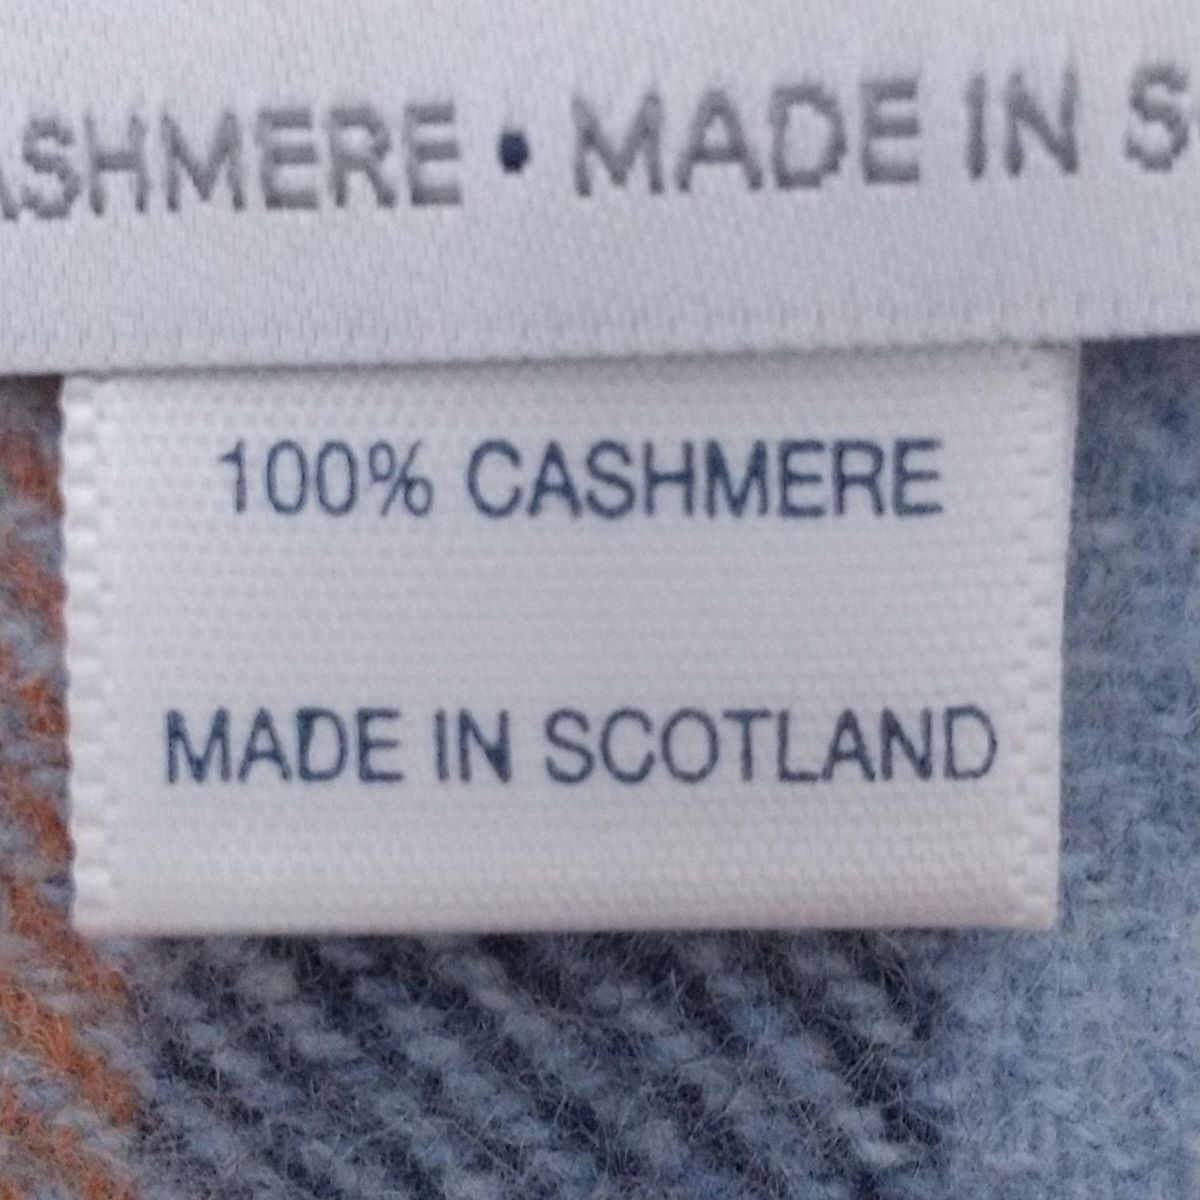 ASHMERE • MADE IN S
100% CASHMERE
MADE IN SCOTLAND